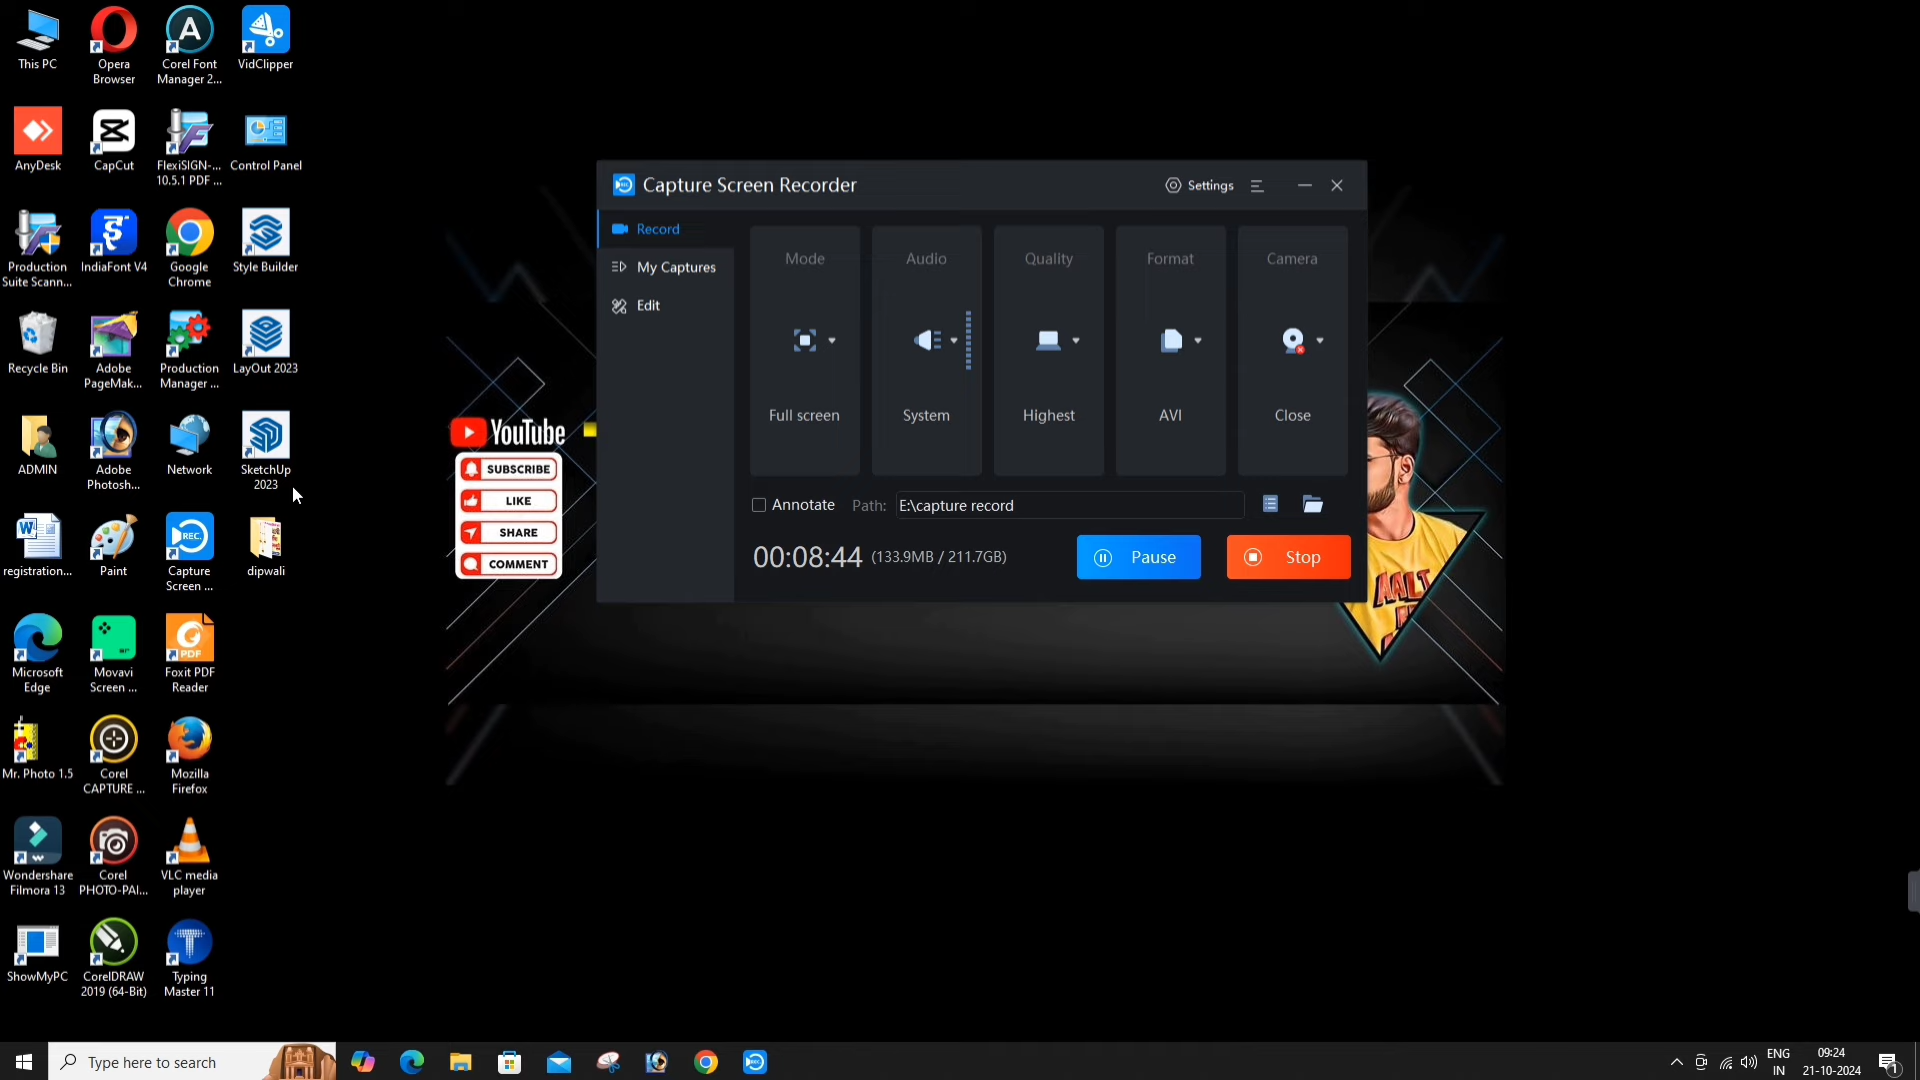 This PC
Opera
Browser
Corel Font
Manager 2...
VidClipper
AnyDesk
CapCut
FlexiSIGN-...
10.5.1 PDF ...
Control Panel
Production
Suite Scann...
IndiaFont V4
Google
Chrome
Style Builder
Recycle Bin
Adobe
PageMak...
Production
Manager ...
LayOut 2023
ADMIN
Adobe
Photosh...
Network
SketchUp
2023
registration...
Paint
REC.
Capture
Screen ...
dipwali
Microsoft
Edge
Movavi
Screen ...
PDF
Foxit PDF
Reader
Mr. Photo 1.5
Corel
CAPTURE ...
Mozilla
Firefox
Wondershare
Filmora 13
Corel
PHOTO-PAI...
VLC media
player
ShowMyPC
CorelDRAW
2019 (64-Bit)
Typing
Master 11
YouTube
SUBSCRIBE
LIKE
SHARE
COMMENT
Capture Screen Recorder
Settings
Record
My Captures
Edit
Mode
Audio
Quality
Format
Camera
Full screen
System
Highest
AVI
Close
Annotate
Path:
E:\capture record
00:08:44 (133.9MB / 211.7GB)
Pause
Stop
Type here to search
ENG
IN
09:24
21-10-2024
1